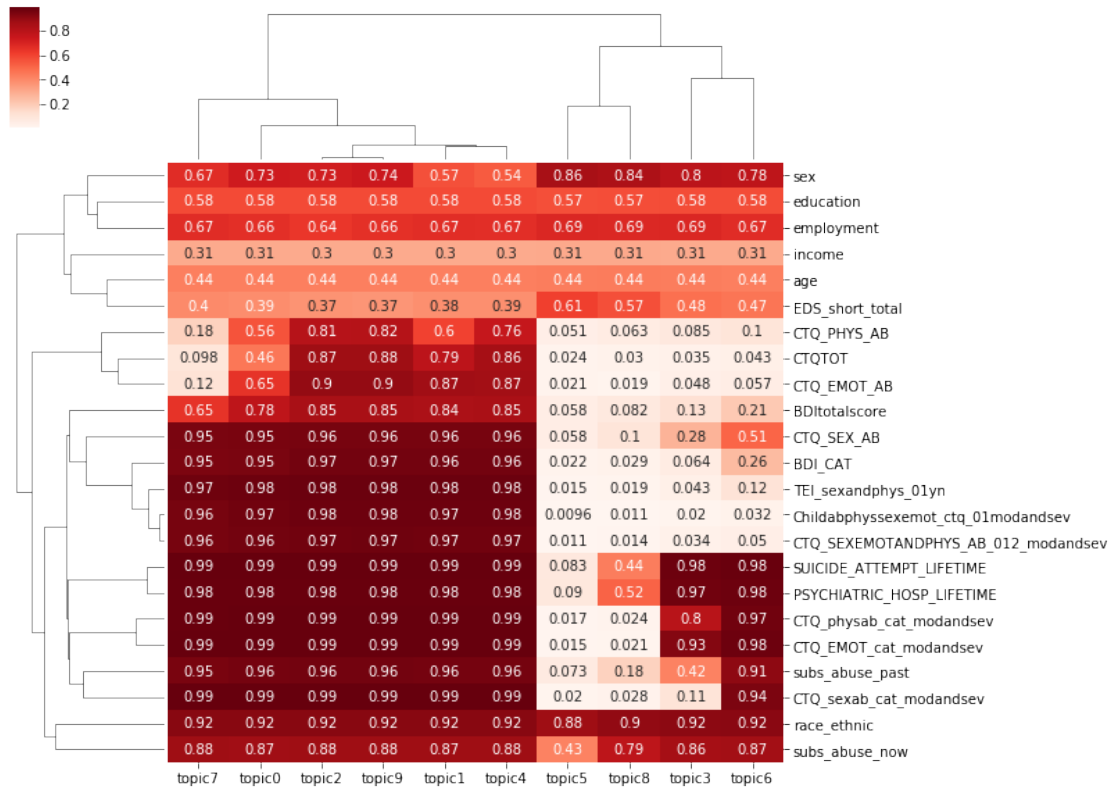 0.8
0.6
0.4
0.2
0.67 0.73 0.73 0.74 0.57 0.54 0.86 0.84 0.8 0.78 sex
0.58 0.58 0.58 0.58 0.58 0.58 0.57 0.57 0.58 0.58 education
0.67 0.66 0.64 0.66 0.67 0.67 0.69 0.69 0.69 0.67 employment
0.31 0.31 0.3 0.3 0.3 0.3 0.31 0.31 0.31 0.31 income
0.44 0.44 0.44 0.44 0.44 0.44 0.44 0.44 0.44 0.44 age
0.4 0.39 0.37 0.37 0.38 0.39 0.61 0.57 0.48 0.47 EDS_short_total
0.18 0.56 0.81 0.82 0.6 0.76 0.051 0.063 0.085 0.1 CTQ_PHYS_AB
0.098 0.46 0.87 0.88 0.79 0.86 0.024 0.03 0.035 0.043 CTQTOT
0.12 0.65 0.9 0.9 0.87 0.87 0.021 0.019 0.048 0.057 CTQ_EMOT_AB
0.65 0.78 0.85 0.85 0.84 0.85 0.058 0.082 0.13 0.21 BDItotalscore
0.95 0.95 0.96 0.96 0.96 0.96 0.058 0.1 0.28 0.51 CTQ_SEX_AB
0.95 0.95 0.97 0.97 0.96 0.96 0.022 0.029 0.064 0.26 BDI_CAT
0.97 0.98 0.98 0.98 0.98 0.98 0.015 0.019 0.043 0.12 TEI_sexandphys_01yn
0.96 0.97 0.98 0.98 0.97 0.98 0.0096 0.011 0.02 0.032 Childabphyssexemot_ctq_01modandsev
0.96 0.96 0.97 0.97 0.97 0.97 0.011 0.014 0.034 0.05 CTQ_SEXEMOTANDPHYS_AB_012_modandsev
0.99 0.99 0.99 0.99 0.99 0.99 0.083 0.44 0.98 0.98 SUICIDE_ATTEMPT_LIFETIME
0.98 0.98 0.98 0.98 0.98 0.98 0.09 0.52 0.97 0.98 PSYCHIATRIC_HOSP_LIFETIME
0.99 0.99 0.99 0.99 0.99 0.99 0.017 0.024 0.8 0.97 CTQ_physab_cat_modandsev
0.99 0.99 0.99 0.99 0.99 0.99 0.015 0.021 0.93 0.98 CTQ_EMOT_cat_modandsev
0.95 0.96 0.96 0.96 0.96 0.96 0.073 0.18 0.42 0.91 subs_abuse_past
0.99 0.99 0.99 0.99 0.99 0.99 0.02 0.028 0.11 0.94 CTQ_sexab_cat_modandsev
0.92 0.92 0.92 0.92 0.92 0.92 0.88 0.9 0.92 0.92 race_ethnic
0.88 0.87 0.88 0.88 0.87 0.88 0.43 0.79 0.86 0.87 subs_abuse_now
topic7 topic0 topic2 topic9 topic1 topic4 topic5 topic8 topic3 topic6